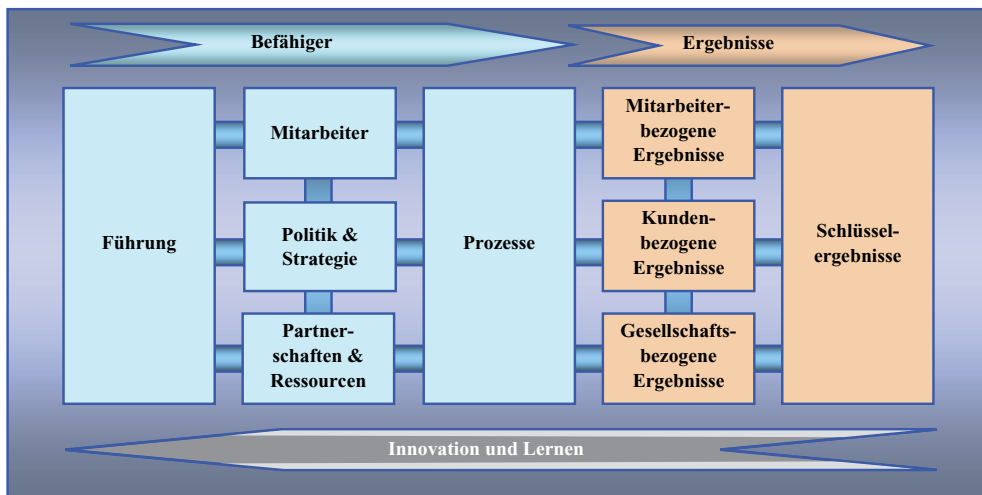 Befähiger
Ergebnisse
Führung
Mitarbeiter
Politik &
Strategie
Partner-
schaften &
Ressourcen
Prozesse
Mitarbeiter-
bezogene
Ergebnisse
Kunden-
bezogene
Ergebnisse
Gesellschafts-
bezogene
Ergebnisse
Schlüssel-
ergebnisse
Innovation und Lernen